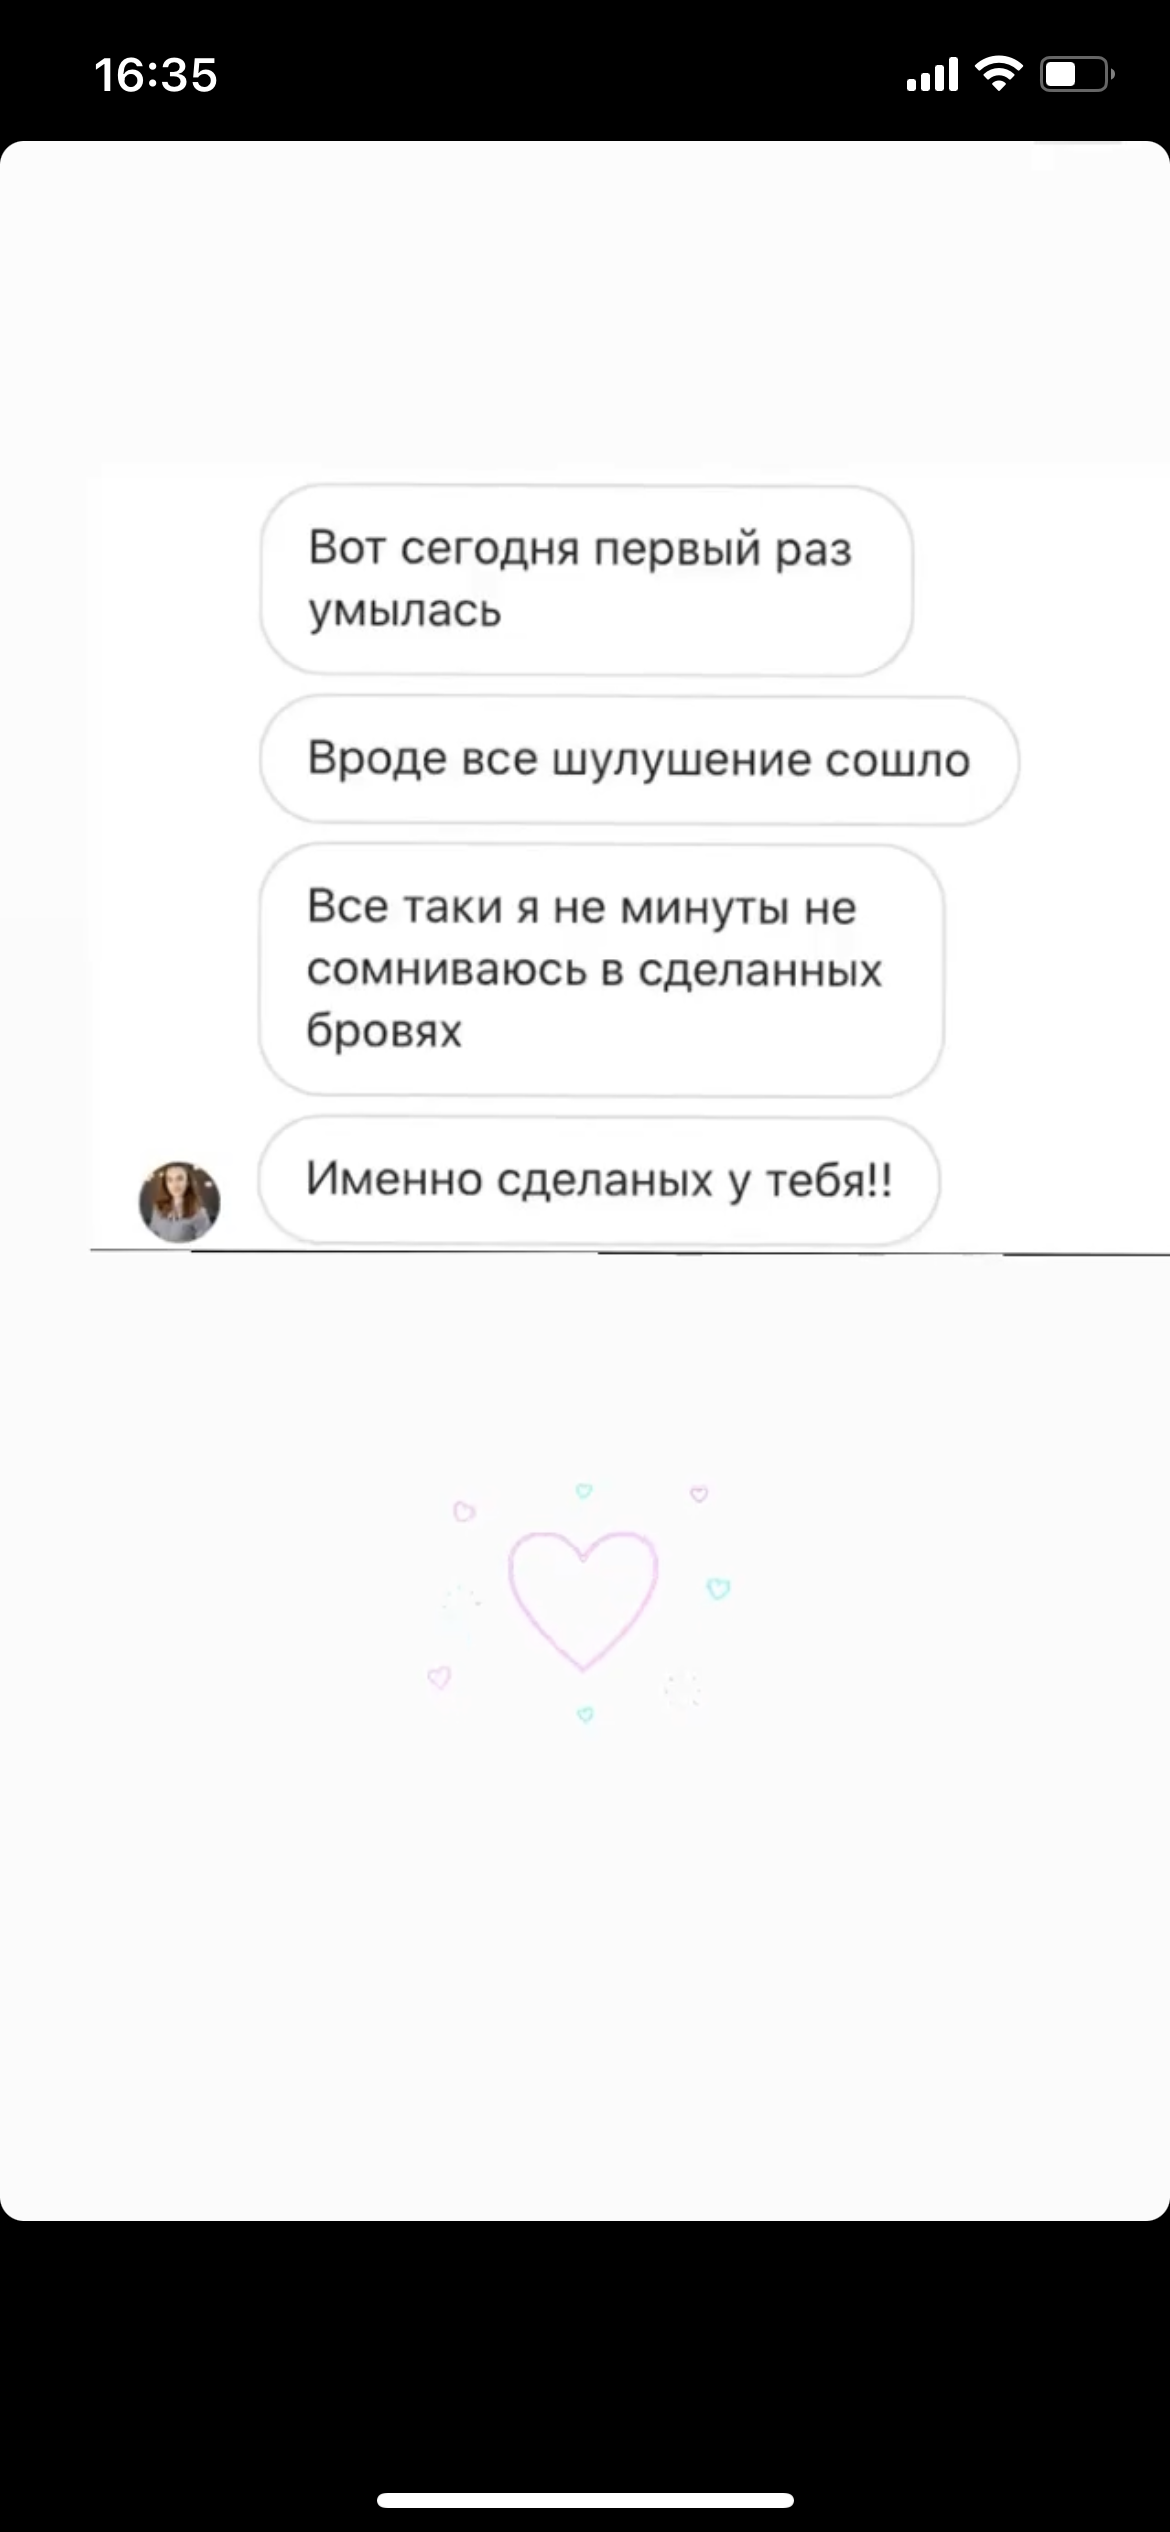 16:35
Вот сегодня первый раз
умылась
Вроде все шулушение сошло
Все таки я не минуты не
сомниваюсь в сделанных
бровях
Именно сделаных у тебя!!